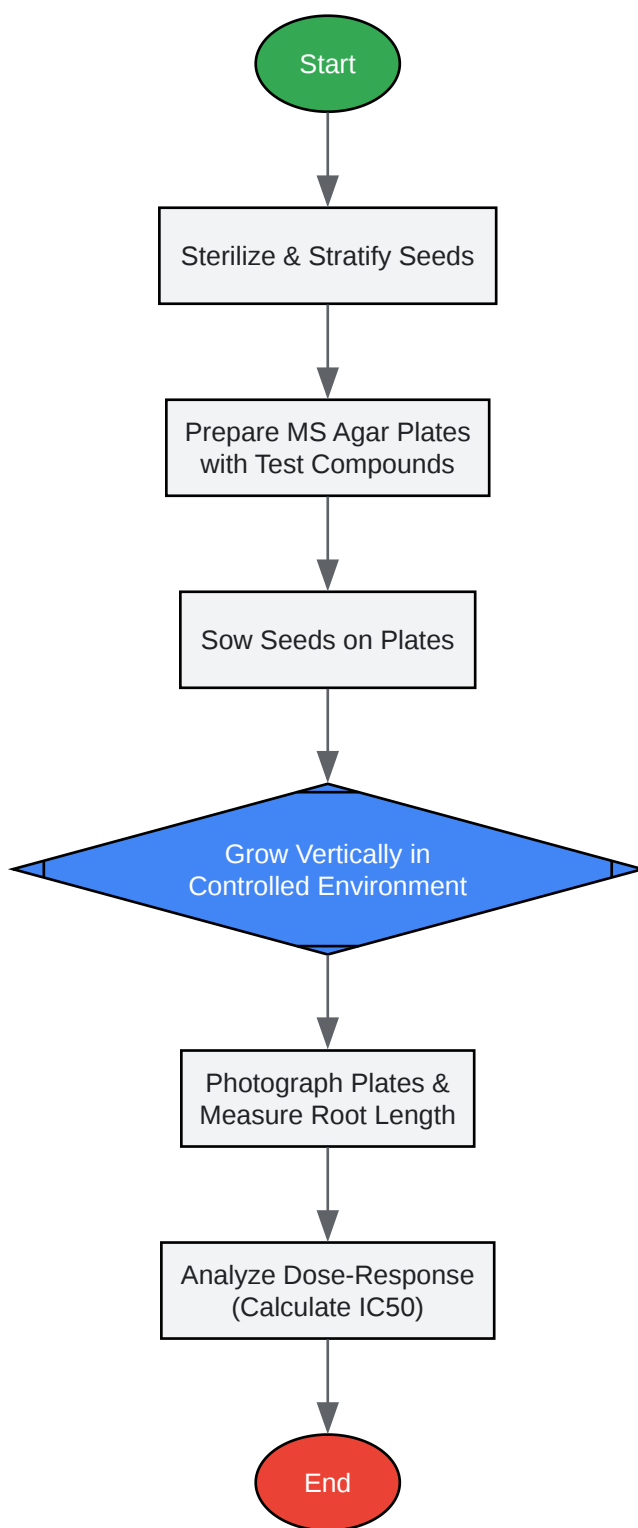 Start
Sterilize & Stratify Seeds
Prepare MS Agar Plates
with Test Compounds
Sow Seeds on Plates
Grow Vertically in
Controlled Environment
Photograph Plates &
Measure Root Length
Analyze Dose-Response
(Calculate IC50)
End